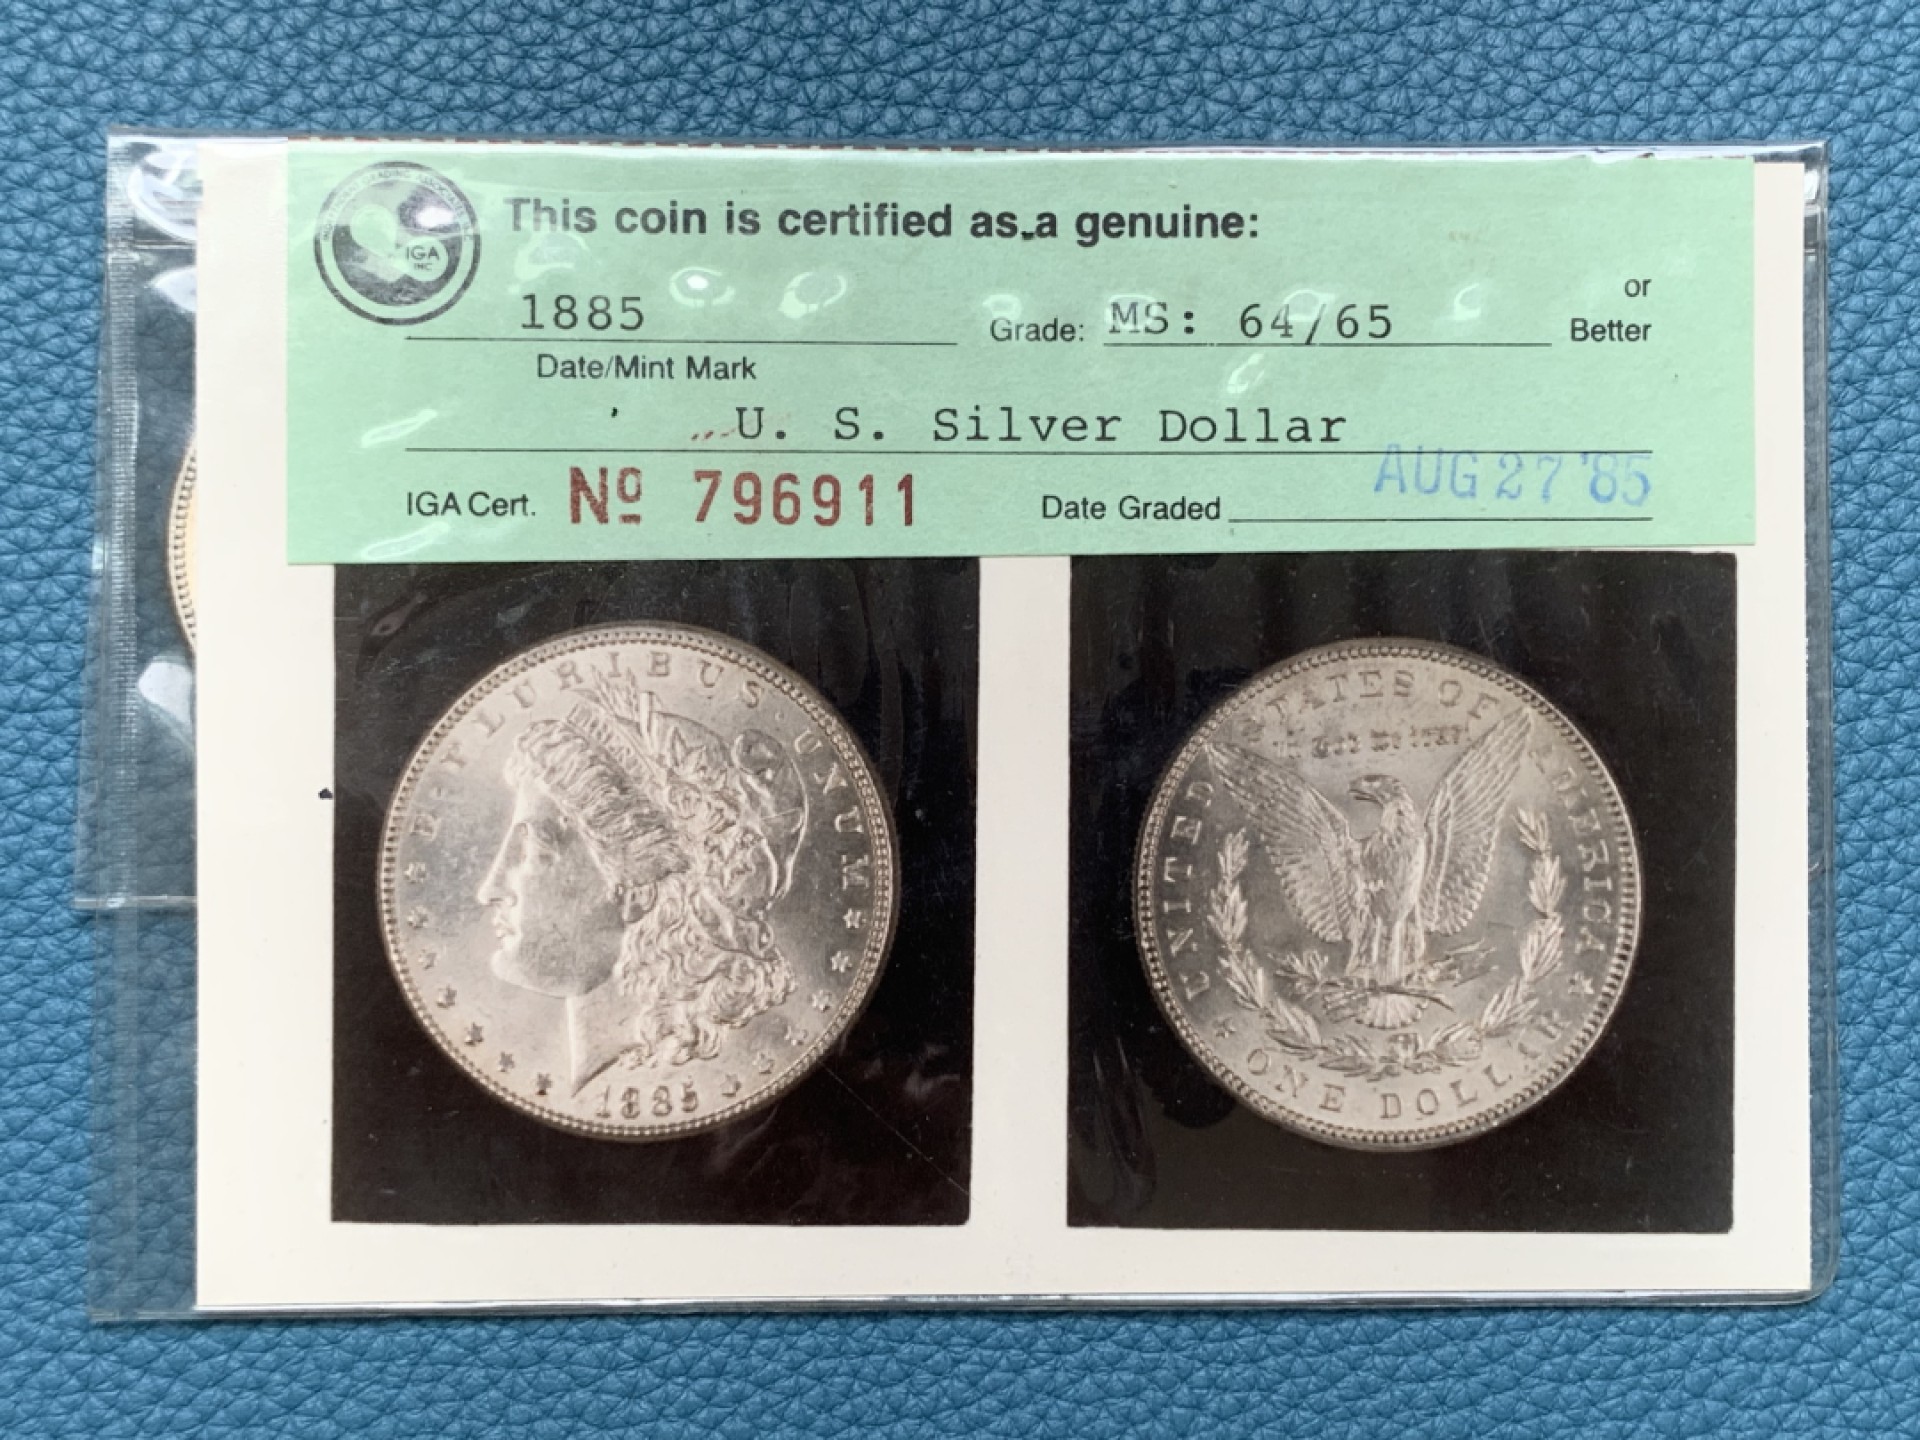 IGA
INC
This coin is certified as a genuine:
1885
Grade: MS: 64/65 or Better
Date/Mint Mark
U. S. Silver Dollar
IGA Cert. No 796911
Date Graded AUG 27 '85
E PLURIBUS UNUM
1885
UNITED STATES OF AMERICA
IN GOD WE TRUST
ONE DOLLAR